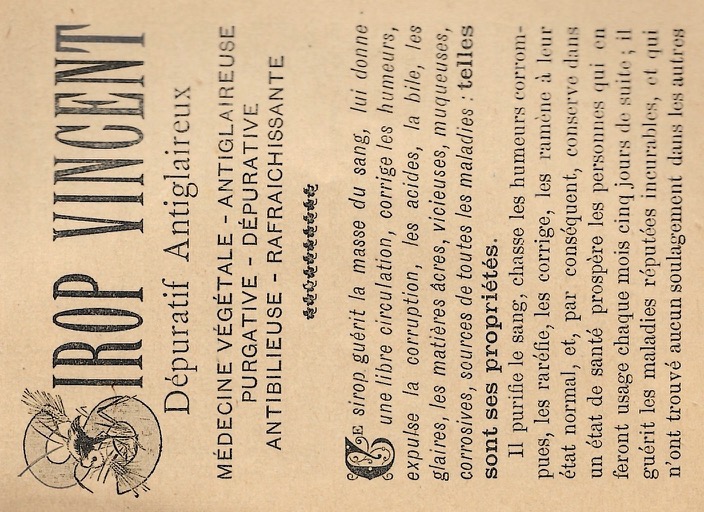 SIROP VINCENT
Dépuratif Antiglaireux
MÉDECINE VÉGÉTALE - ANTIGLAIREUSE
PURGATIVE - DÉPURATIVE
ANTIBILIEUSE - RAFRAICHISSANTE
CE sirop guérit la masse du sang, lui donne
une libre circulation, corrige les humeurs,
expulse la corruption, les acides, la bile, les
glaires, les matières âcres, vicieuses, muqueuses,
corrosives, sources de toutes les maladies : telles
sont ses propriétés.
Il purifie le sang, chasse les humeurs corrom-
pues, les raréfie, les corrige, les ramène à leur
état normal, et, par conséquent, conserve dans
un état de santé prospère les personnes qui en
feront usage chaque mois cinq jours de suite ; il
guérit les maladies réputées incurables, et qui
n'ont trouvé aucun soulagement dans les autres